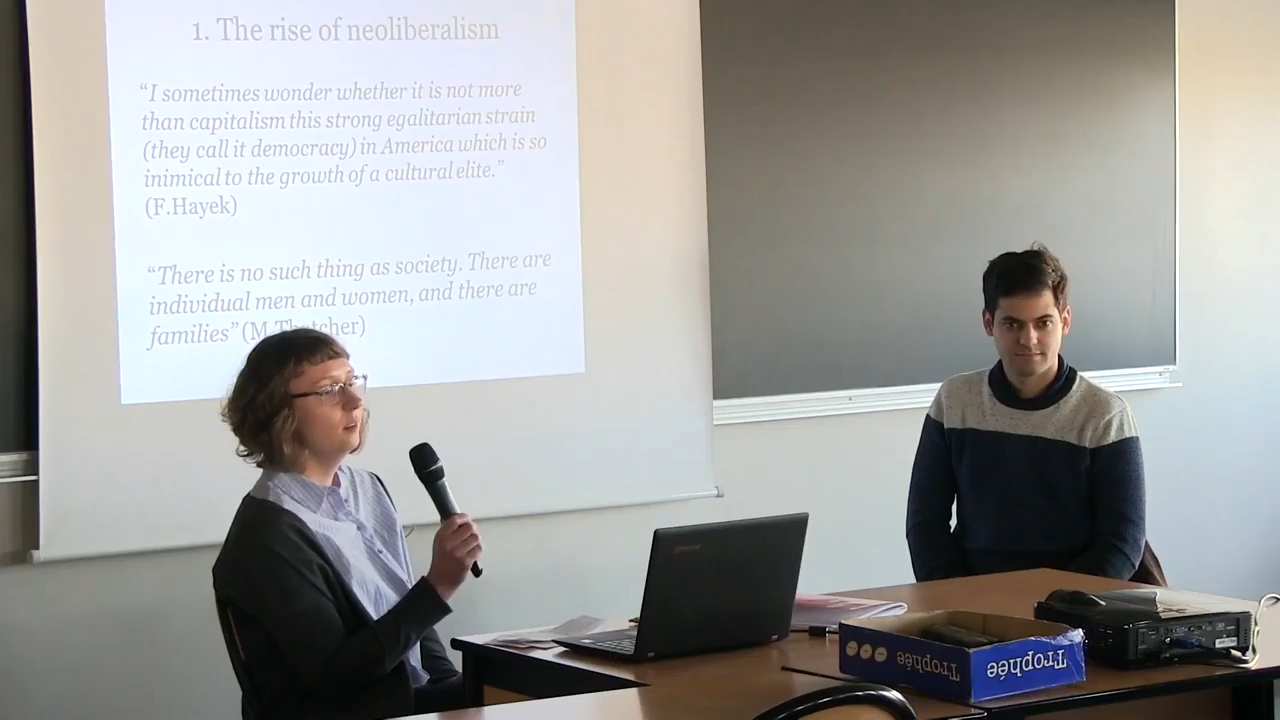 1. The rise of neoliberalism
“I sometimes wonder whether it is not more
than capitalism this strong egalitarian strain
(they call it democracy) in America which is so
inimical to the growth of a cultural elite.”
(F.Hayek)
“There is no such thing as society. There are
individual men and women, and there are
families” (M.Thatcher)
Trophée
Trophée